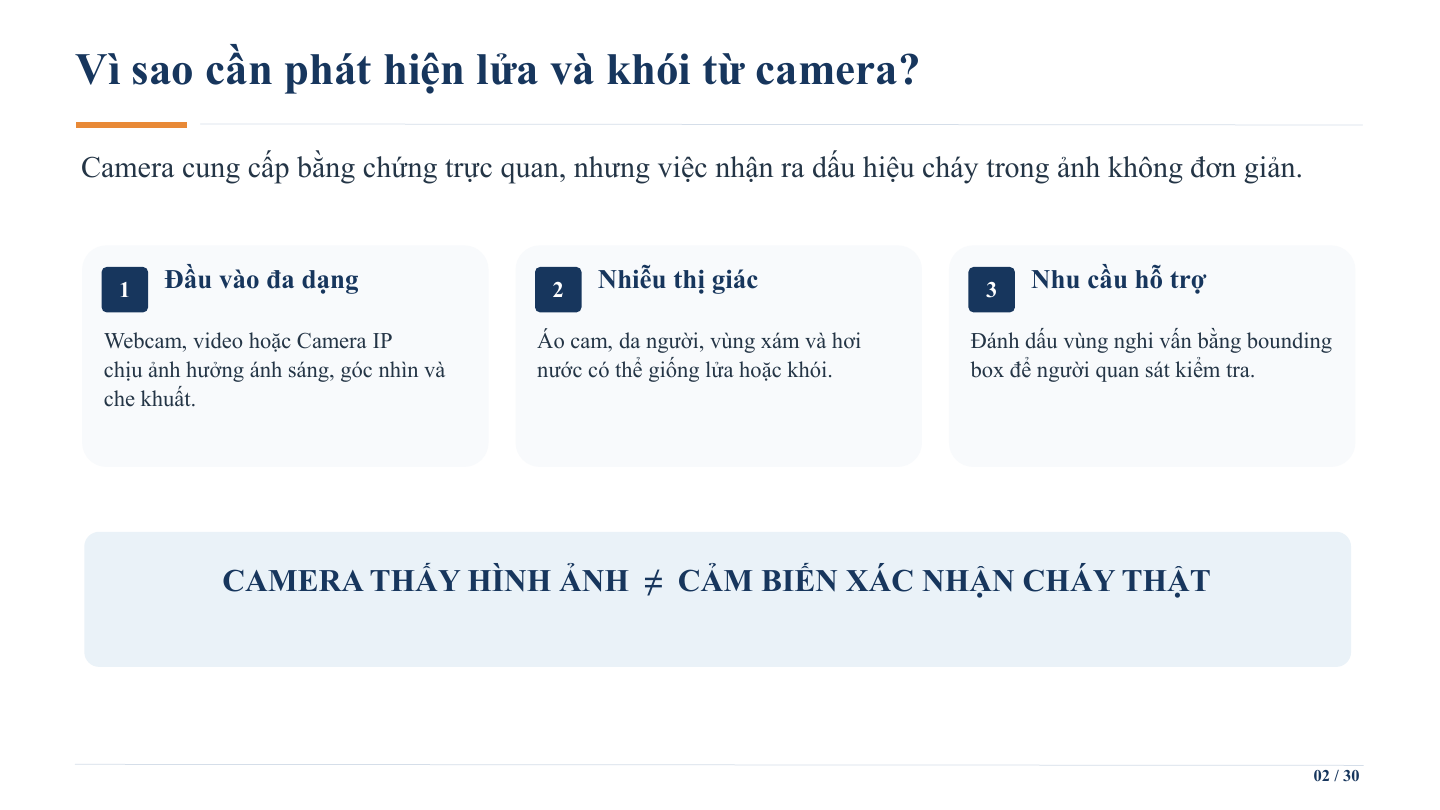 Vì sao cần phát hiện lửa và khói từ camera?
Camera cung cấp bằng chứng trực quan, nhưng việc nhận ra dấu hiệu cháy trong ảnh không đơn giản.
1 Đầu vào đa dạng
Webcam, video hoặc Camera IP
chịu ảnh hưởng ánh sáng, góc nhìn và
che khuất.
2 Nhiễu thị giác
Áo cam, da người, vùng xám và hơi
nước có thể giống lửa hoặc khói.
3 Nhu cầu hỗ trợ
Đánh dấu vùng nghi vấn bằng bounding
box để người quan sát kiểm tra.
CAMERA THẤY HÌNH ẢNH ≠ CẢM BIẾN XÁC NHẬN CHÁY THẬT
02 / 30